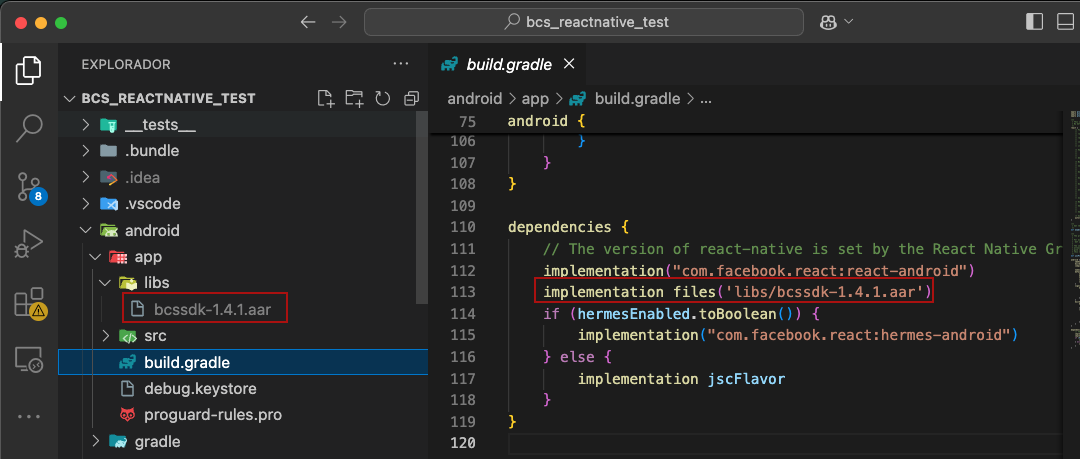 bcs_reactnative_test
EXPLORADOR
build.gradle
BCS_REACTNATIVE_TEST
android > app > build.gradle > ...
__tests__
.bundle
.idea
.vscode
android
app
libs
bcssdk-1.4.1.aar
src
build.gradle
debug.keystore
proguard-rules.pro
gradle
8
75 android {
106 }
107 }
108 }
109
110 dependencies {
111 // The version of react-native is set by the React Native Gr
112 implementation("com.facebook.react:react-android")
113 implementation files('libs/bcssdk-1.4.1.aar')
114 if (hermesEnabled.toBoolean()) {
115 implementation("com.facebook.react:hermes-android")
116 } else {
117 implementation jscFlavor
118 }
119 }
120